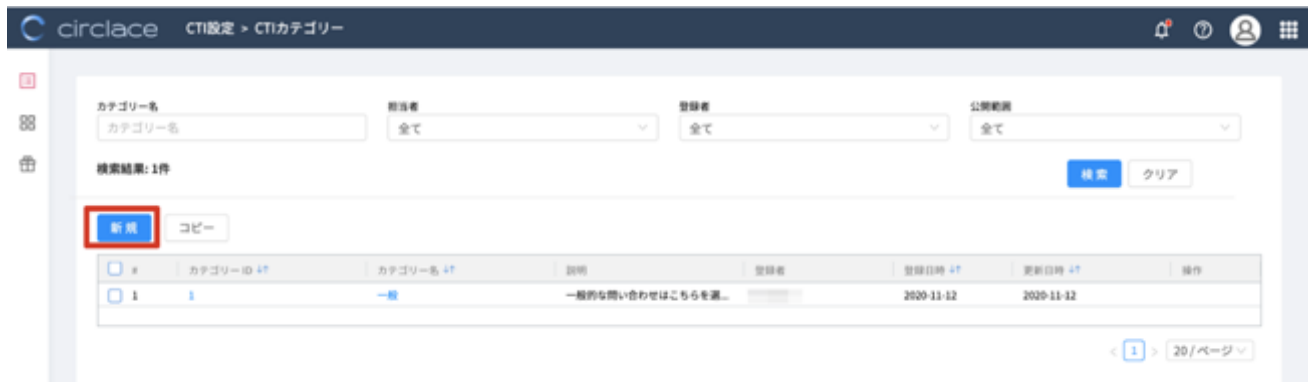 circlace CTI設定 > CTIカテゴリー
カテゴリー名 担当者 登録者 公開範囲
カテゴリー名 全て 全て 全て
検索結果: 1件 検索 クリア
新規 コピー
# カテゴリーID カテゴリー名 説明 登録者 登録日時 更新日時 操作
1 1 一般 一般的な問い合わせはこちらを選... 2020-11-12 2020-11-12
< 1 > 20 / ページ